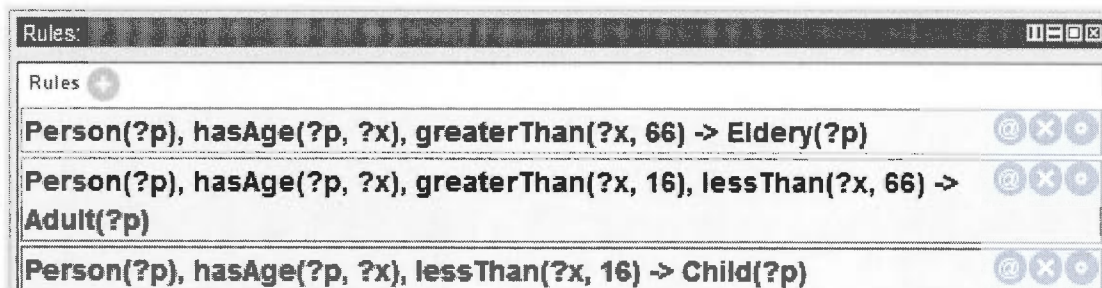 Rules:
Rules
Person(?p), hasAge(?p, ?x), greaterThan(?x, 66) -> Eldery(?p)
Person(?p), hasAge(?p, ?x), greaterThan(?x, 16), lessThan(?x, 66) ->
Adult(?p)
Person(?p), hasAge(?p, ?x), lessThan(?x, 16) -> Child(?p)